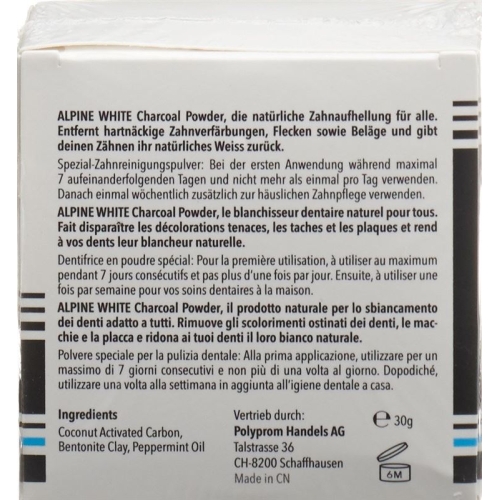 ALPINE WHITE Charcoal Powder, die natürliche Zahnaufhellung für alle.
Entfernt hartnäckige Zahnverfärbungen, Flecken sowie Beläge und gibt
deinen Zähnen ihr natürliches Weiss zurück.
Spezial-Zahnreinigungspulver: Bei der ersten Anwendung während maximal
7 aufeinanderfolgenden Tagen und nicht mehr als einmal pro Tag verwenden.
Danach einmal wöchentlich zusätzlich zur häuslichen Zahnpflege verwenden.
ALPINE WHITE Charcoal Powder, le blanchisseur dentaire naturel pour tous.
Fait disparaître les décolorations tenaces, les taches et les plaques et rend
à vos dents leur blancheur naturelle.
Dentifrice en poudre spécial: Pour la première utilisation, à utiliser au maximum
pendant 7 jours consécutifs et pas plus d'une fois par jour. Ensuite, à utiliser une
fois par semaine pour vos soins dentaires à la maison.
ALPINE WHITE Charcoal Powder, il prodotto naturale per lo sbiancamento
dei denti adatto a tutti. Rimuove gli scolorimenti ostinati dei denti, le mac-
chie e la placca e ridona ai tuoi denti il loro bianco naturale.
Polvere speciale per la pulizia dentale: Alla prima applicazione, utilizzare per un
massimo di 7 giorni consecutivi e non più di una volta al giorno. Dopodiché,
utilizzare una volta alla settimana in aggiunta all'igiene dentale a casa.
Ingredients
Coconut Activated Carbon,
Bentonite Clay, Peppermint Oil
Vertrieb durch:
Polyprom Handels AG
Talstrasse 36
CH-8200 Schaffhausen
Made in CN
℮ 30g
6M